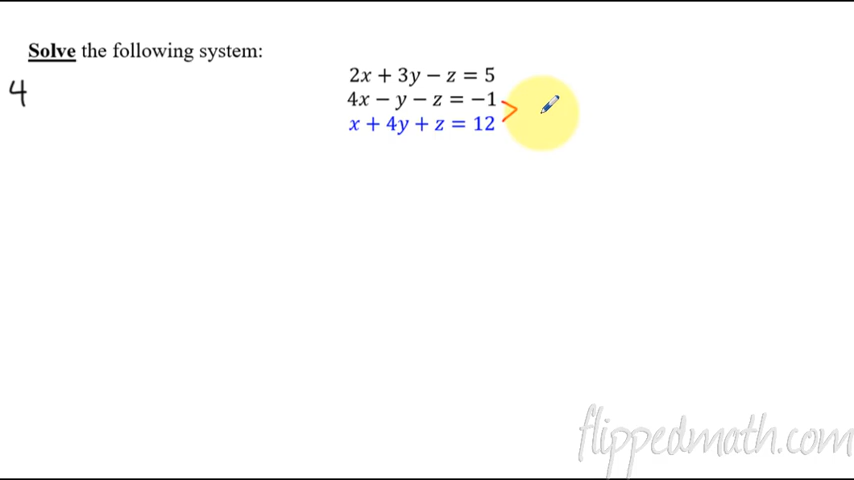 Solve the following system:
4
2x + 3y − z = 5
4x − y − z = −1
x + 4y + z = 12
flippedmath.com